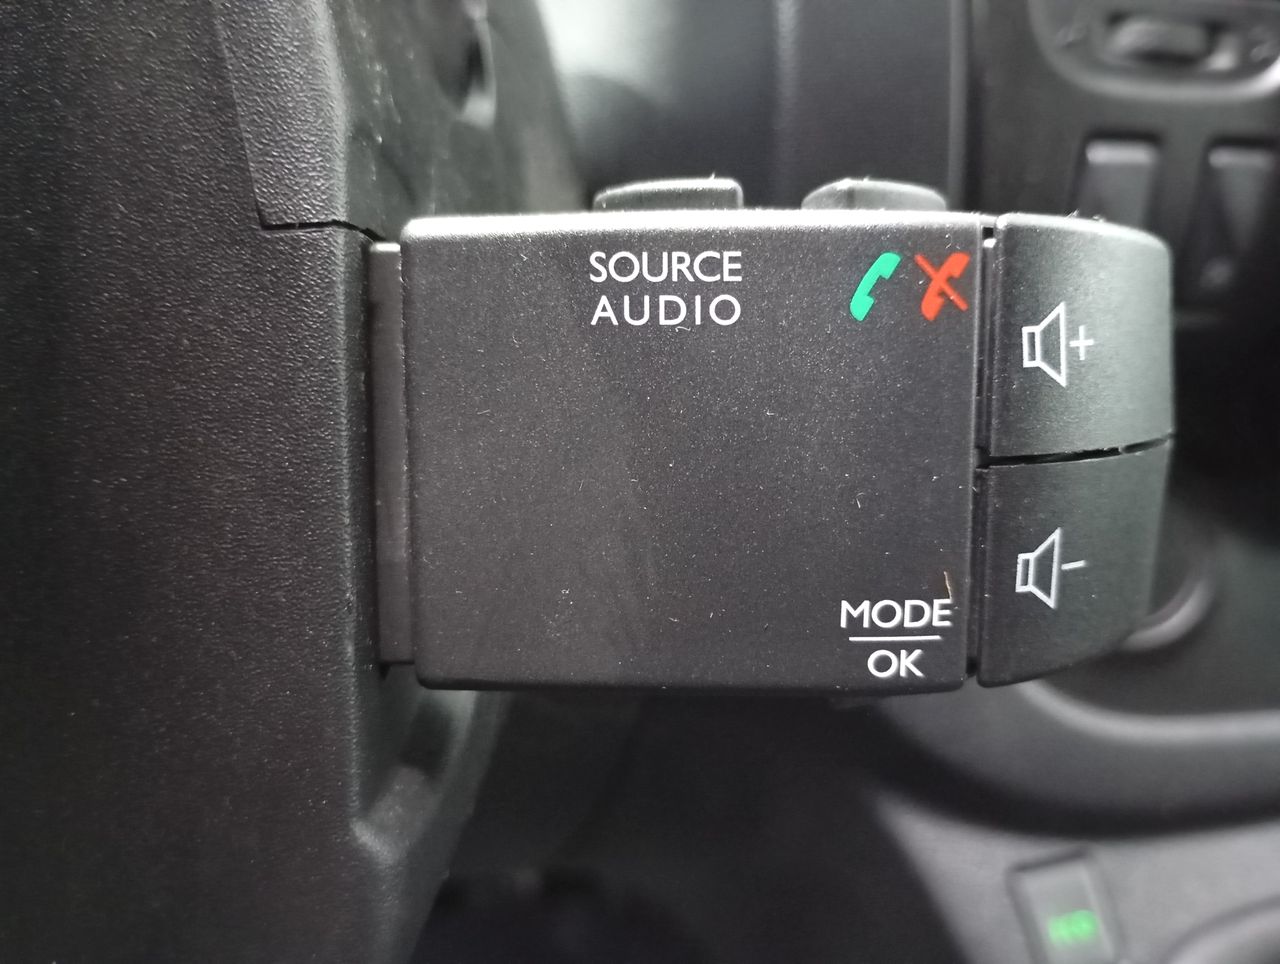 SOURCE
AUDIO
+
-
MODE
OK